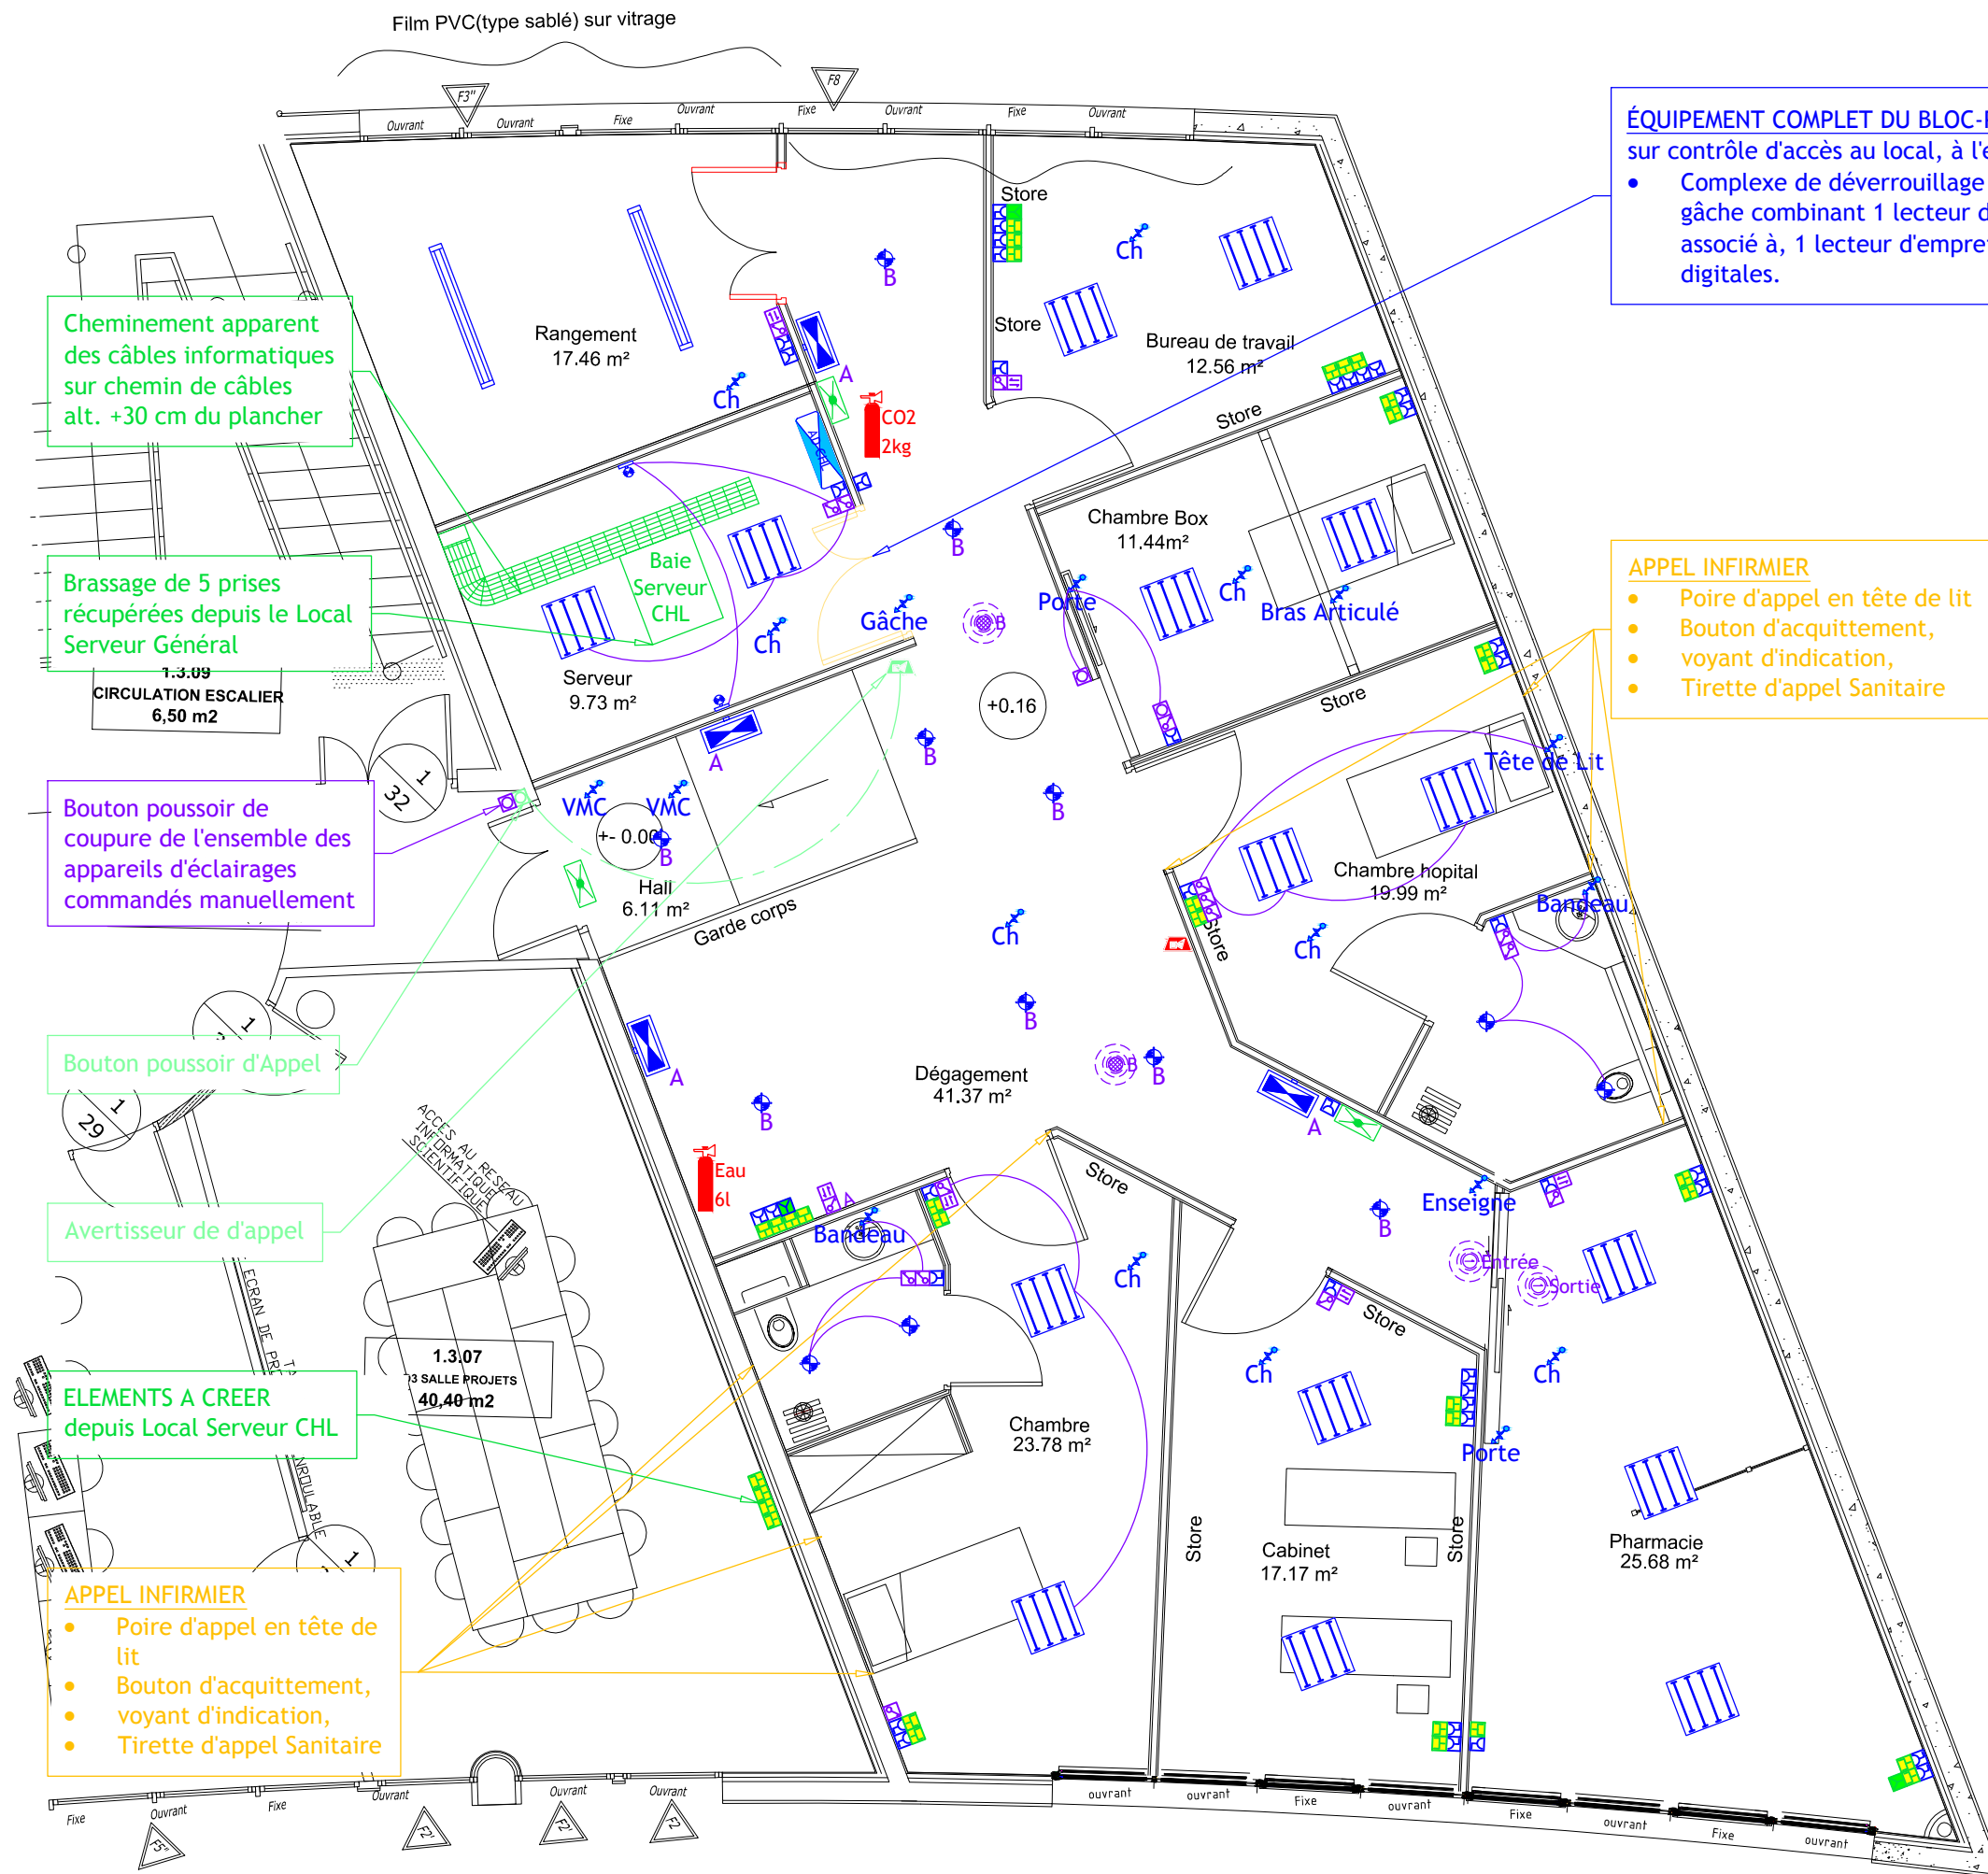 Film PVC(type sablé) sur vitrage
F3"
F8
Ouvrant
Ouvrant
Fixe
Ouvrant
Fixe
Ouvrant
Fixe
Ouvrant
ÉQUIPEMENT COMPLET DU BLOC-
sur contrôle d'accès au local, à l'
Complexe de déverrouillage
gâche combinant 1 lecteur
associé à, 1 lecteur d'empre
digitales.
Store
Ch
B
Cheminement apparent
des câbles informatiques
sur chemin de câbles
alt. +30 cm du plancher
Rangement
17.46 m²
Store
Bureau de travail
12.56 m²
A
Ch
CO2
2kg
Store
Chambre Box
11.44m²
B
Brassage de 5 prises
récupérées depuis le Local
Serveur Général
Baie
Serveur
CHL
Gâche
B
Porte
Ch
Bras Articulé
APPEL INFIRMIER
Poire d'appel en tête de lit
Bouton d'acquittement,
voyant d'indication,
Tirette d'appel Sanitaire
Ch
1.3.09
CIRCULATION ESCALIER
6,50 m2
Serveur
9.73 m²
+0.16
Store
B
A
Tête de Lit
1
32
VMC
VMC
B
Bouton poussoir de
coupure de l'ensemble des
appareils d'éclairages
commandés manuellement
+- 0.00
B
Hall
6.11 m²
Garde corps
Chambre hopital
19.99 m²
Bandeau
Store
Ch
Ch
B
1
Bouton poussoir d'Appel
A
Dégagement
41.37 m²
B
B
B
A
1
29
ACCES AU RESEAU
INFORMATIQUE
SCIENTIFIQUE
Eau
6l
Store
A
Enseigne
B
Avertisseur de d'appel
Bandeau
Ch
Entrée
Sortie
ECRAN DE PR
NROULABLE
Store
1.3.07
03 SALLE PROJETS
40,40 m2
Ch
Ch
ELEMENTS A CREER
depuis Local Serveur CHL
Chambre
23.78 m²
Porte
Store
Store
Cabinet
17.17 m²
Pharmacie
25.68 m²
1
APPEL INFIRMIER
Poire d'appel en tête de
lit
Bouton d'acquittement,
voyant d'indication,
Tirette d'appel Sanitaire
Fixe
Ouvrant
Fixe
Ouvrant
Ouvrant
Ouvrant
ouvrant
ouvrant
Fixe
ouvrant
Fixe
ouvrant
Fixe
ouvrant
F5"
F2'
F2'
F2